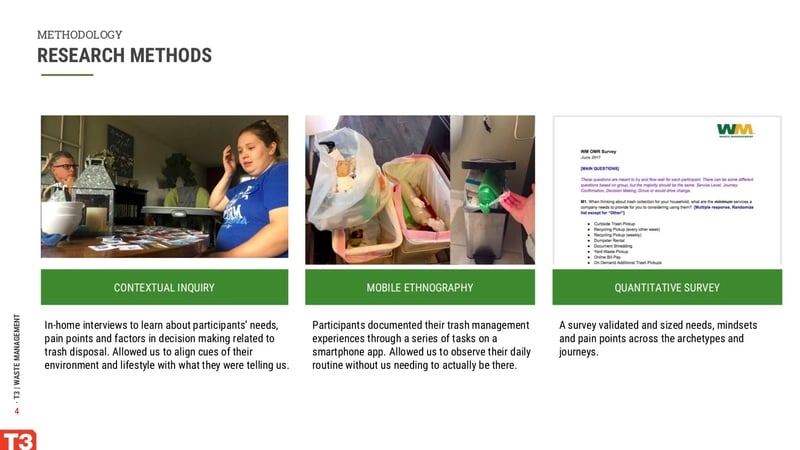 METHODOLOGY
RESEARCH METHODS
WM
WASTE MANAGEMENT
WM OMR Survey
June 2017
[MAIN QUESTIONS]
These questions are meant to try and flow well for each participant. There can be some different
questions based on group, but the majority should be the same. Service Level, Journey
Confirmation, Decision Making, Drove or would drive change.
M1. When thinking about trash collection for your household, what are the minimum services a
company needs to provide for you to considering using them? [Multiple response, Randomize
list except for "Other"]
● Curbside Trash Pickup
● Recycling Pickup (every other week)
● Recycling Pickup (weekly)
● Dumpster Rental
● Document Shredding
● Yard Waste Pickup
● Online Bill Pay
● On Demand Additional Trash Pickups
CONTEXTUAL INQUIRY
MOBILE ETHNOGRAPHY
QUANTITATIVE SURVEY
In-home interviews to learn about participants' needs,
pain points and factors in decision making related to
trash disposal. Allowed us to align cues of their
environment and lifestyle with what they were telling us.
Participants documented their trash management
experiences through a series of tasks on a
smartphone app. Allowed us to observe their daily
routine without us needing to actually be there.
A survey validated and sized needs, mindsets
and pain points across the archetypes and
journeys.
4 - T3 | WASTE MANAGEMENT
T3